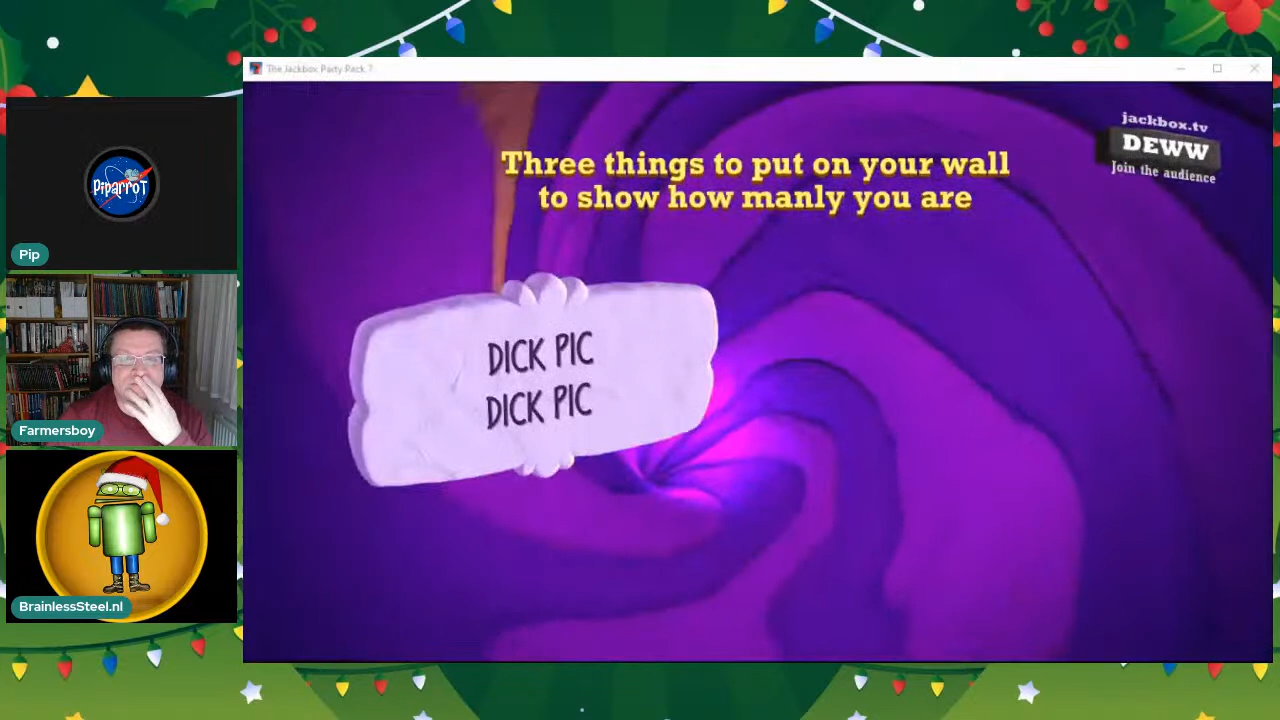 The Jackbox Party Pack 7
jackbox.tv
DEWW
Join the audience
Three things to put on your wall
to show how manly you are
DICK PIC
DICK PIC
PiparroT
Pip
Farmersboy
BrainlessSteel.nl